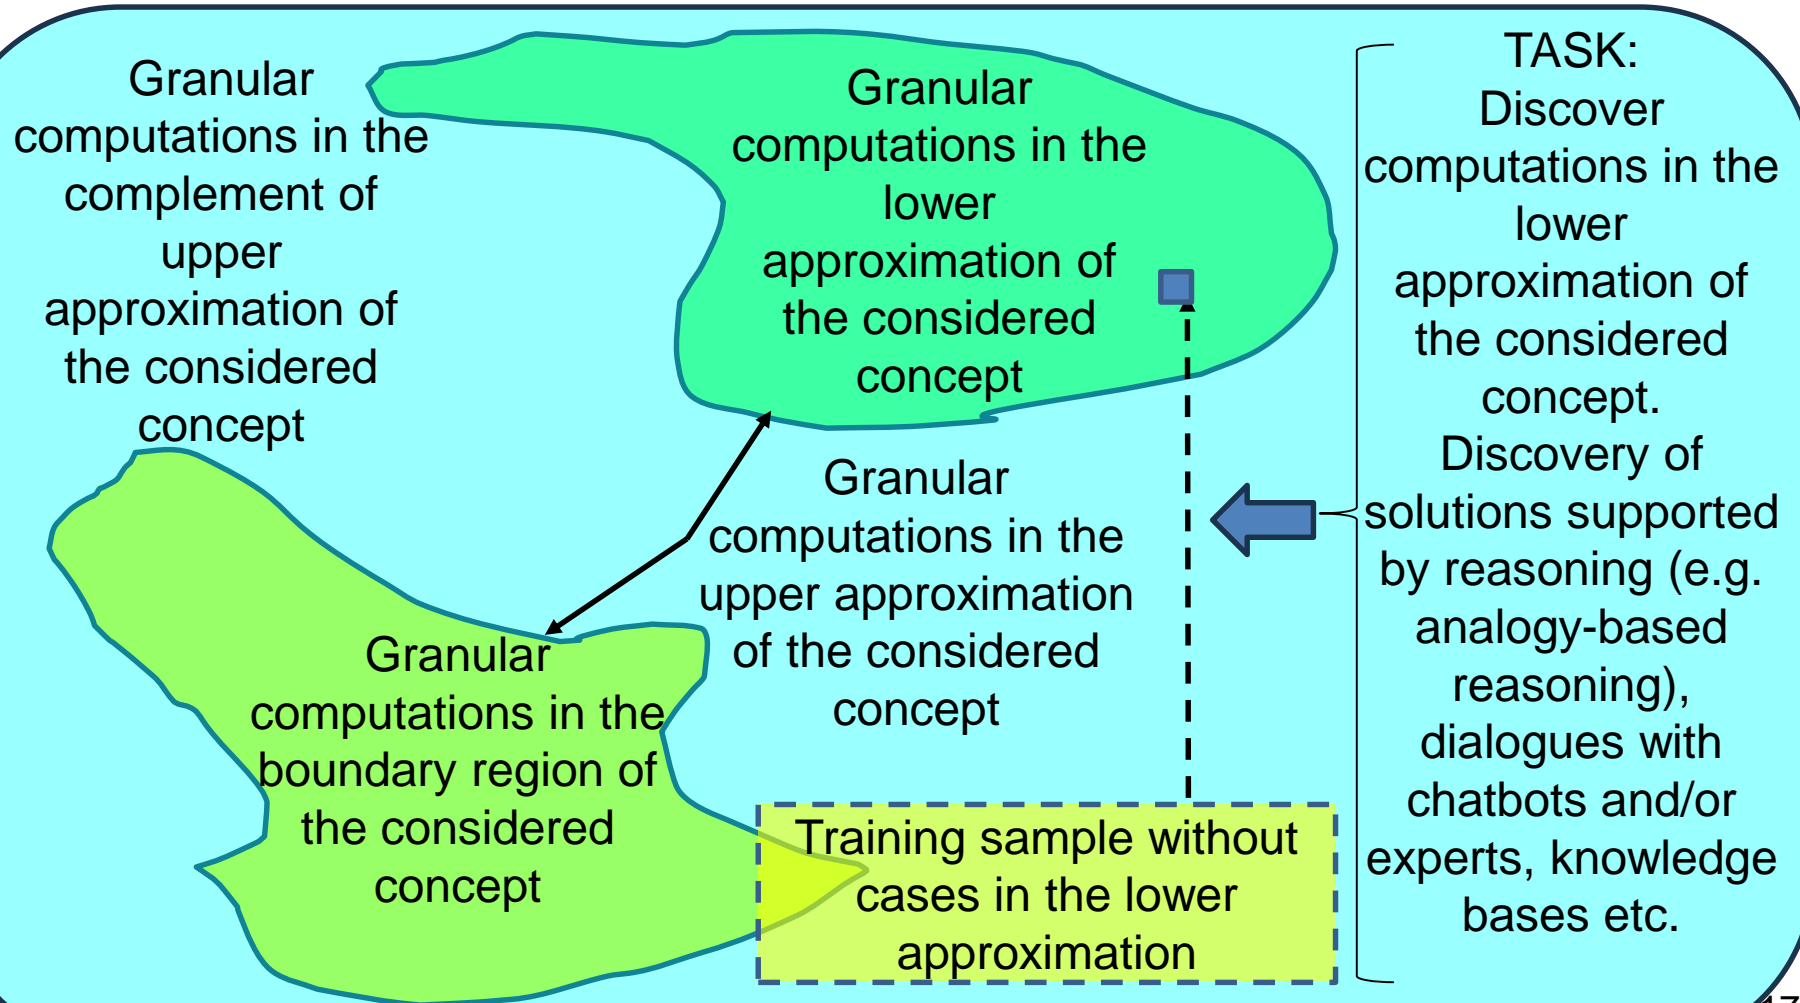 Granular
computations in the
complement of
upper
approximation of
the considered
concept
Granular
computations in the
lower
approximation of
the considered
concept
Granular
computations in the
upper approximation
of the considered
concept
Granular
computations in the
boundary region of
the considered
concept
Training sample without
cases in the lower
approximation
TASK:
Discover
computations in the
lower
approximation of
the considered
concept.
Discovery of
solutions supported
by reasoning (e.g.
analogy-based
reasoning),
dialogues with
chatbots and/or
experts, knowledge
bases etc.